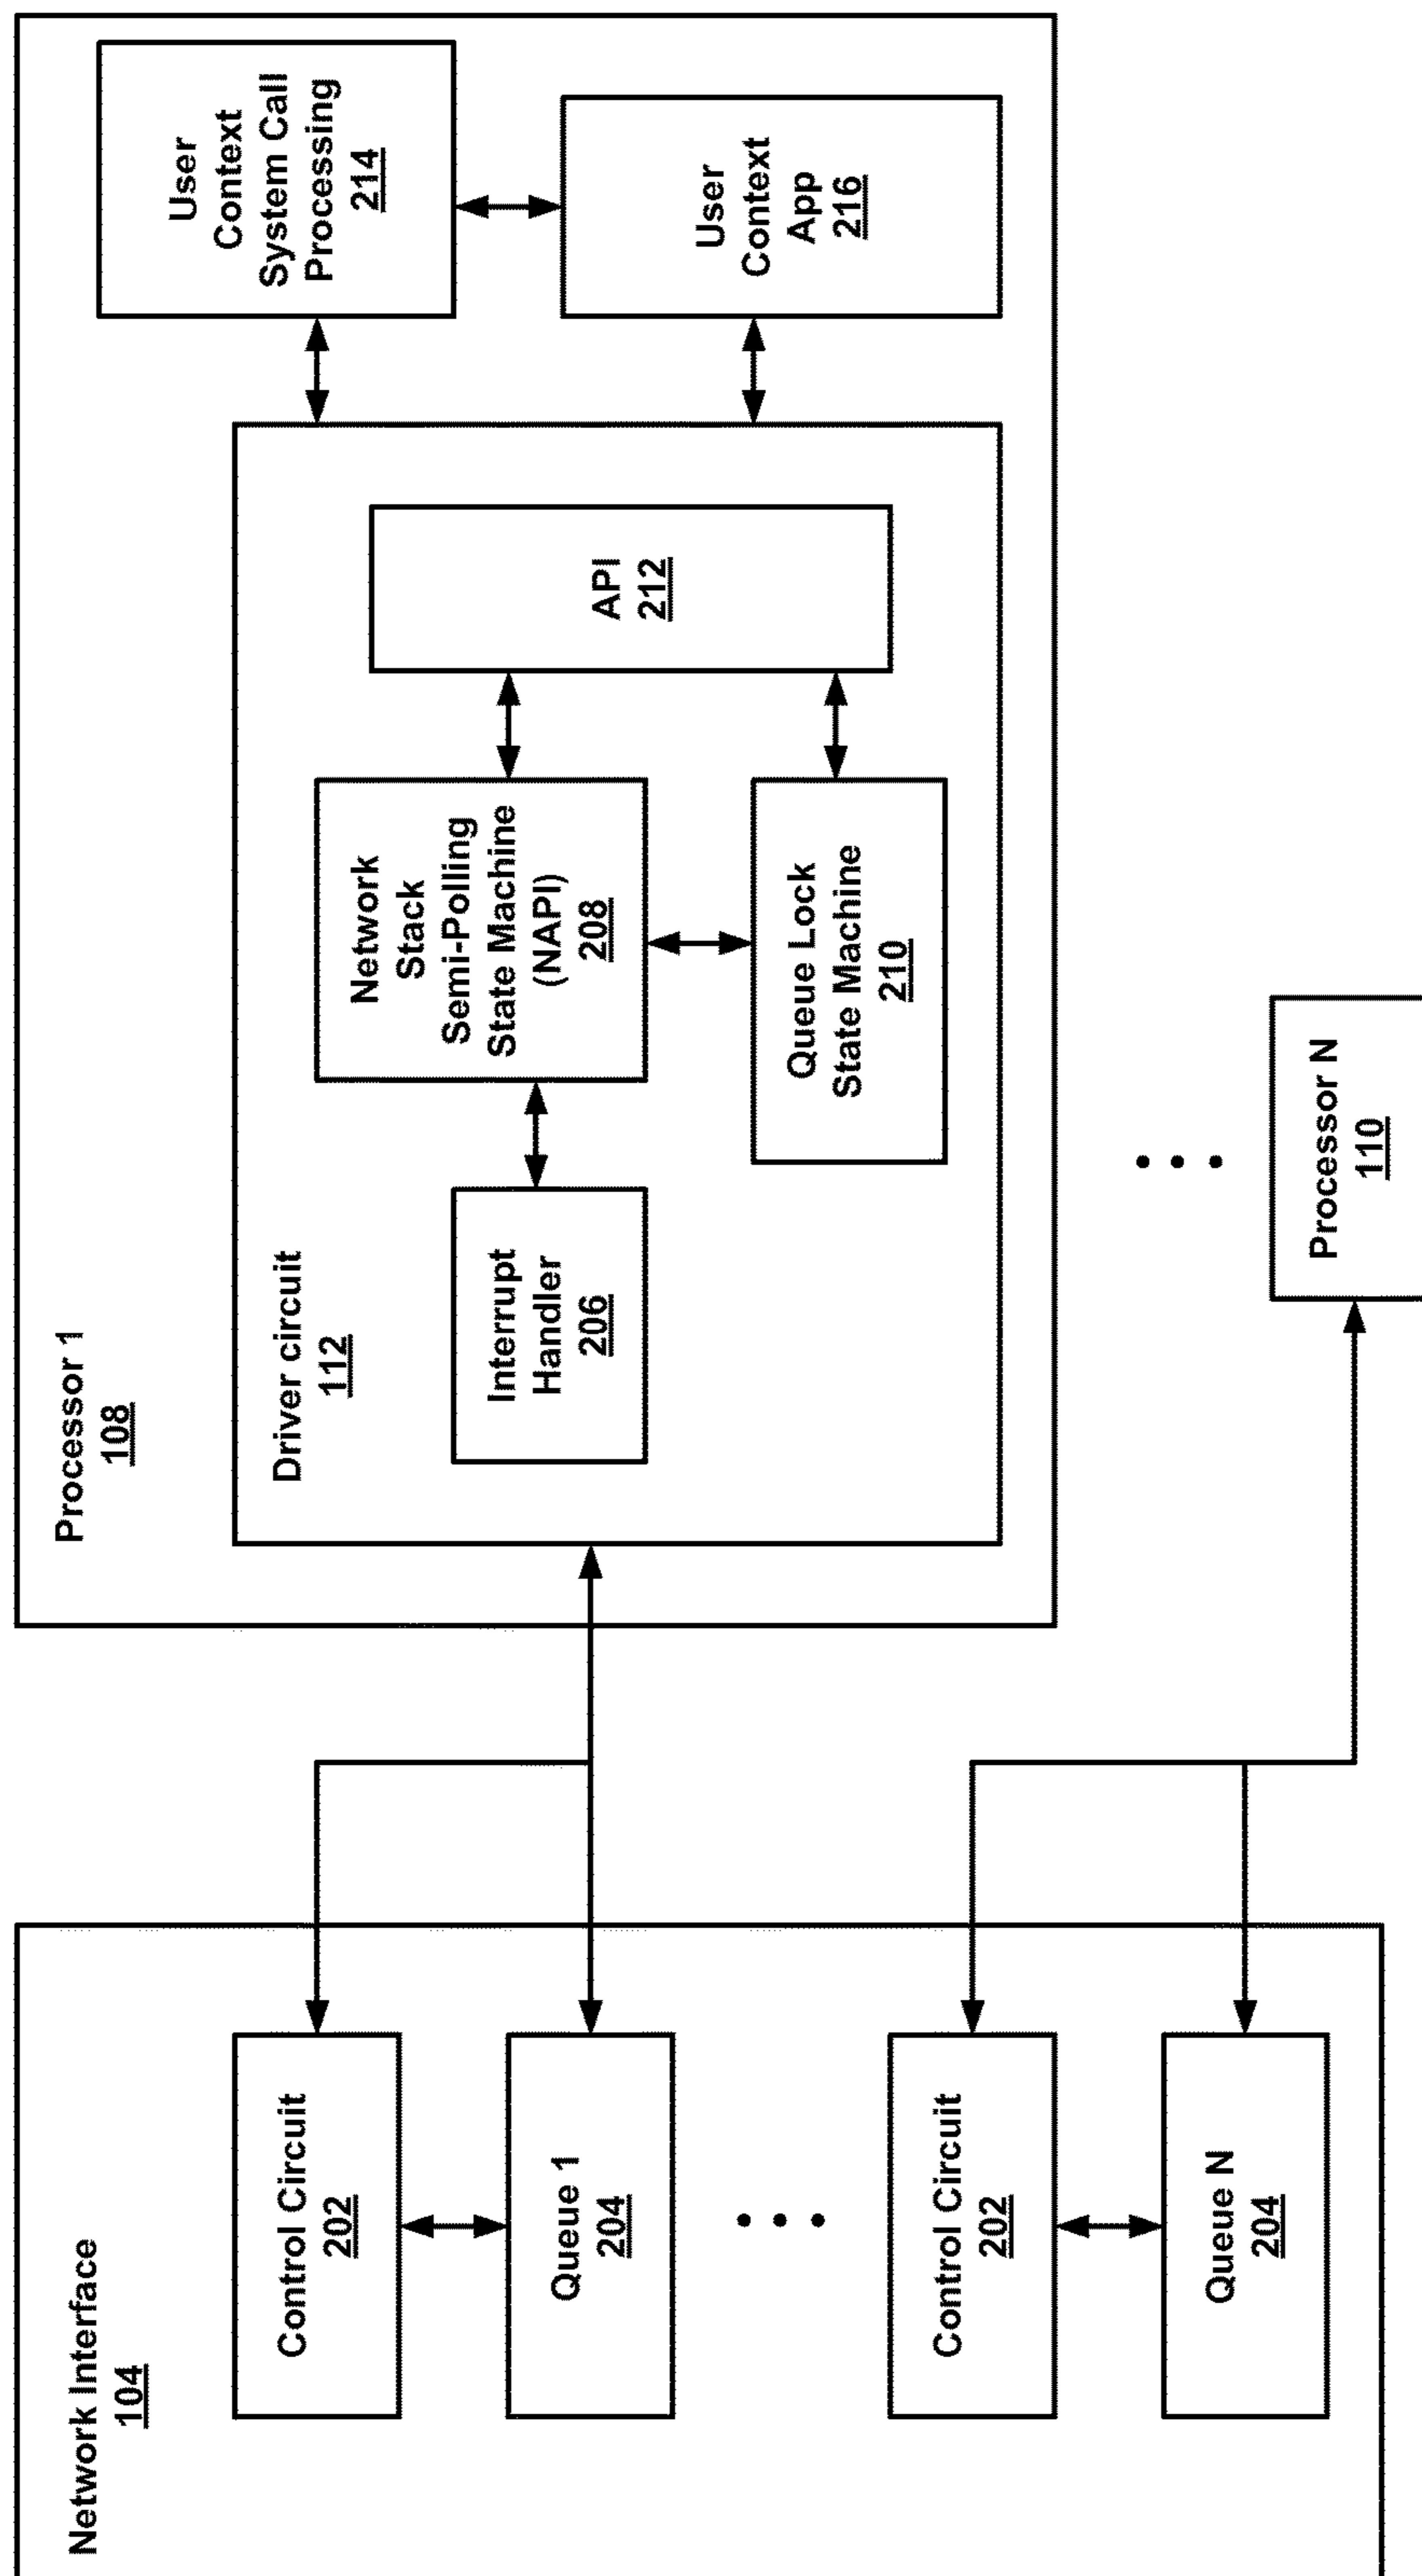 Network Interface
104
Control Circuit
202
Queue 1
204
Control Circuit
202
Queue N
204
Processor 1
108
Driver circuit
112
Interrupt
Handler
206
Network
Stack
Semi-Polling
State Machine
(NAPI)
208
Queue Lock
State Machine
210
API
212
User
Context
System Call
Processing
214
User
Context
App
216
Processor N
110